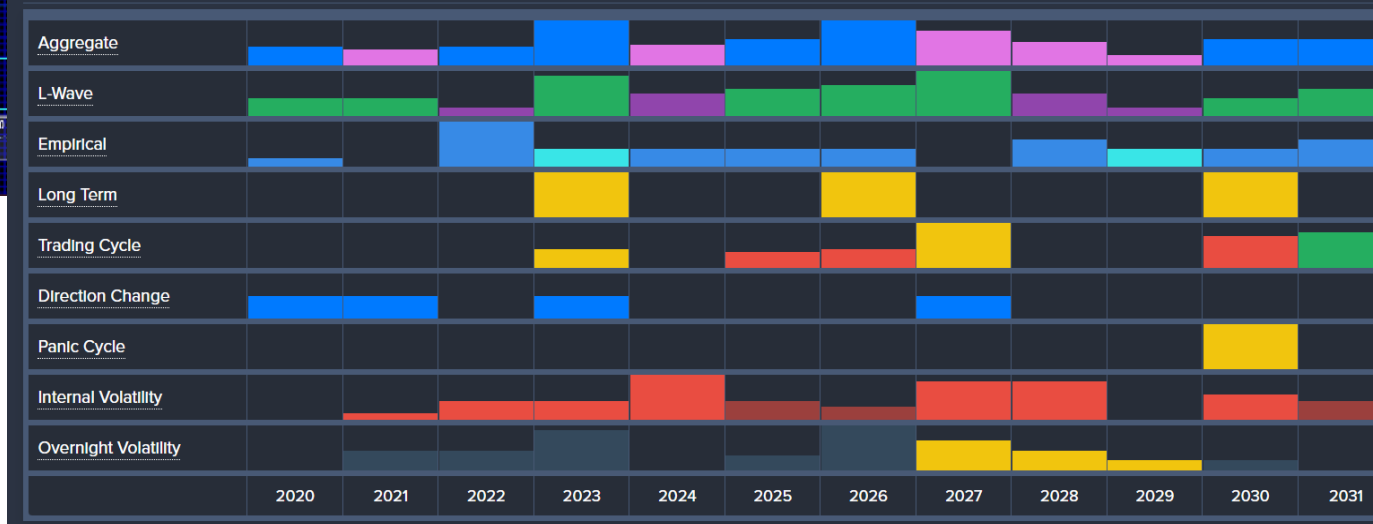 Aggregate
L-Wave
Empirical
Long Term
Trading Cycle
Direction Change
Panic Cycle
Internal Volatility
Overnight Volatility
2020 2021 2022 2023 2024 2025 2026 2027 2028 2029 2030 2031